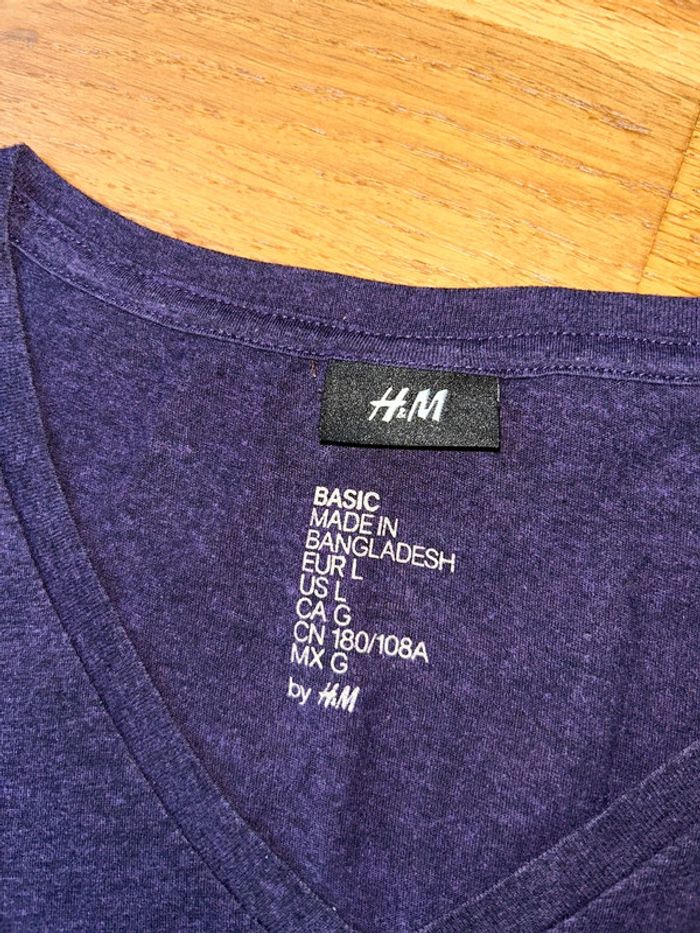 H&M
BASIC
MADE IN
BANGLADESH
EUR L
US L
CA G
CN 180/108A
MX G
by H&M